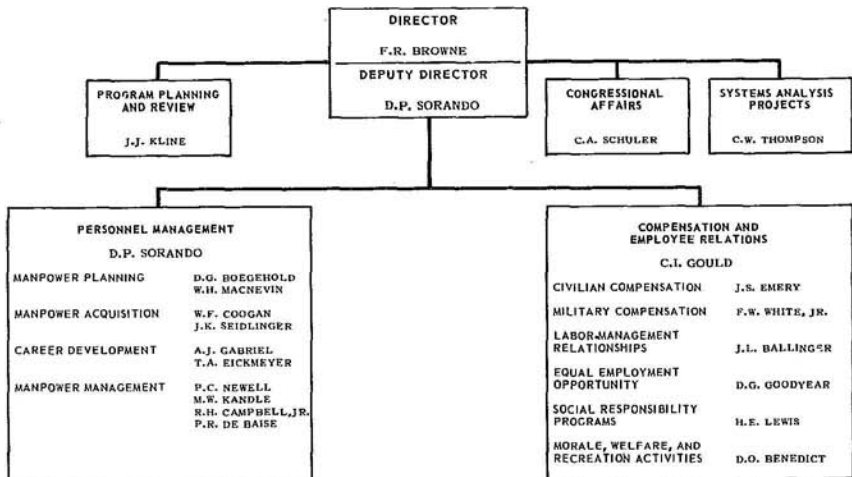 DIRECTOR
F.R. BROWNE
DEPUTY DIRECTOR
D.P. SORANDO
PROGRAM PLANNING
AND REVIEW
J.J. KLINE
CONGRESSIONAL
AFFAIRS
C.A. SCHULER
SYSTEMS ANALYSIS
PROJECTS
C.W. THOMPSON
PERSONNEL MANAGEMENT
D.P. SORANDO
MANPOWER PLANNING D.G. BOEGEHOLD
W.H. MACNEVIN
MANPOWER ACQUISITION W.F. COOGAN
J.K. SEIDLINGER
CAREER DEVELOPMENT A.J. GABRIEL
T.A. EICKMEYER
MANPOWER MANAGEMENT P.C. NEWELL
M.W. KANDLE
R.H. CAMPBELL, JR.
P.R. DE BAISE
COMPENSATION AND
EMPLOYEE RELATIONS
C.I. GOULD
CIVILIAN COMPENSATION J.S. EMERY
MILITARY COMPENSATION F.W. WHITE, JR.
LABOR-MANAGEMENT
RELATIONSHIPS J.L. BALLINGER
EQUAL EMPLOYMENT
OPPORTUNITY D.G. GOODYEAR
SOCIAL RESPONSIBILITY
PROGRAMS H.E. LEWIS
MORALE, WELFARE, AND
RECREATION ACTIVITIES D.O. BENEDICT